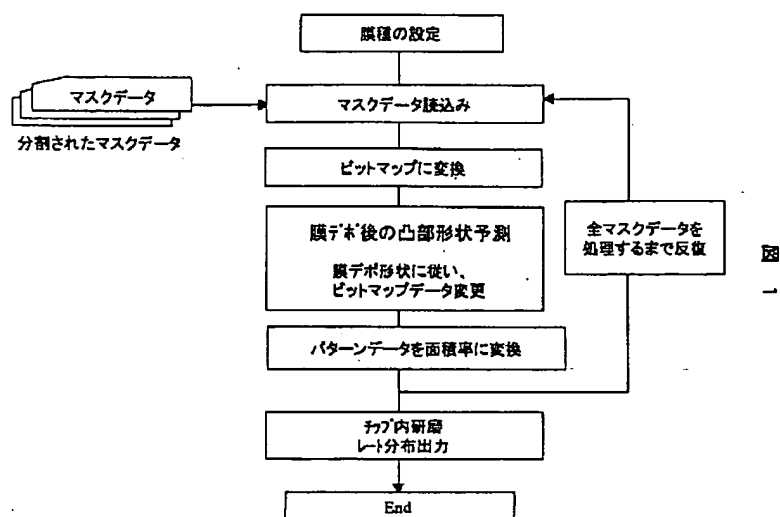 膜種の設定
マスクデータ
マスクデータ読込み
分割されたマスクデータ
ビットマップに変換
膜デポ後の凸部形状予測
膜デポ形状に従い、
ビットマップデータ変更
全マスクデータを
処理するまで反復
パターンデータを面積率に変換
チップ内研磨
レート分布出力
End
図1